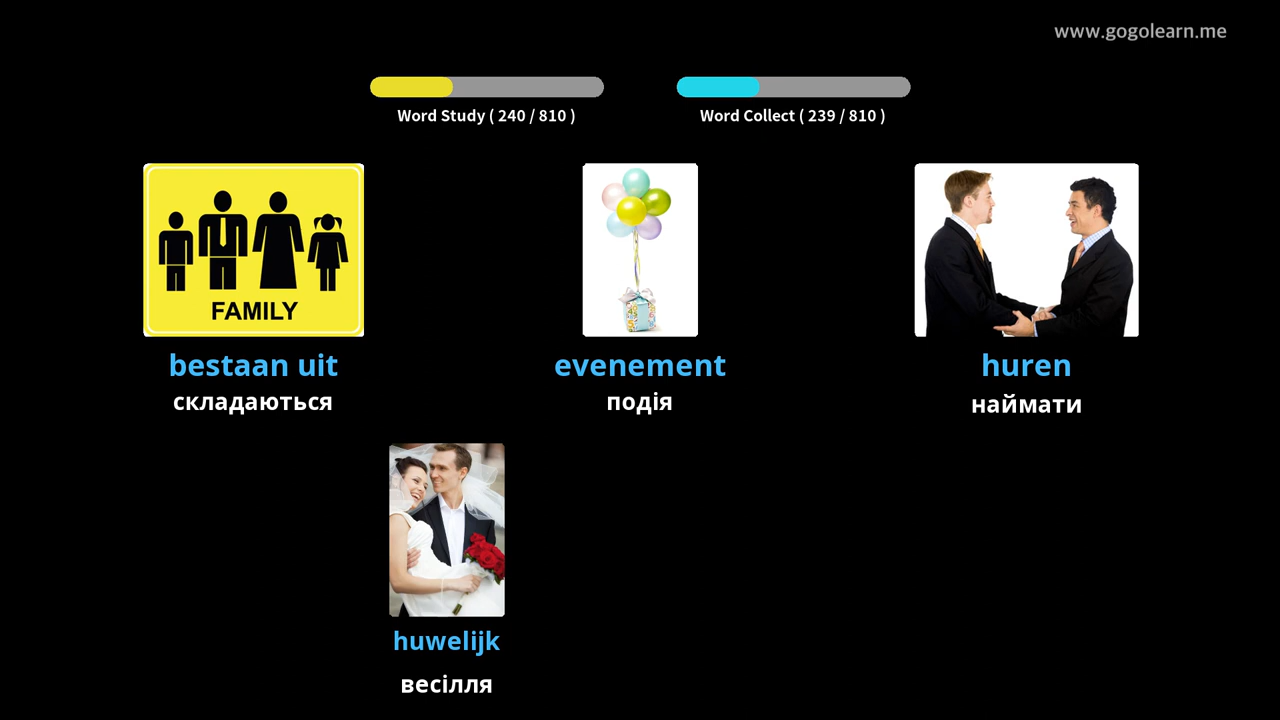 www.gogolearn.me
Word Study ( 240 / 810 )
Word Collect ( 239 / 810 )
FAMILY
bestaan uit
складаються
evenement
подія
huren
наймати
huwelijk
весілля